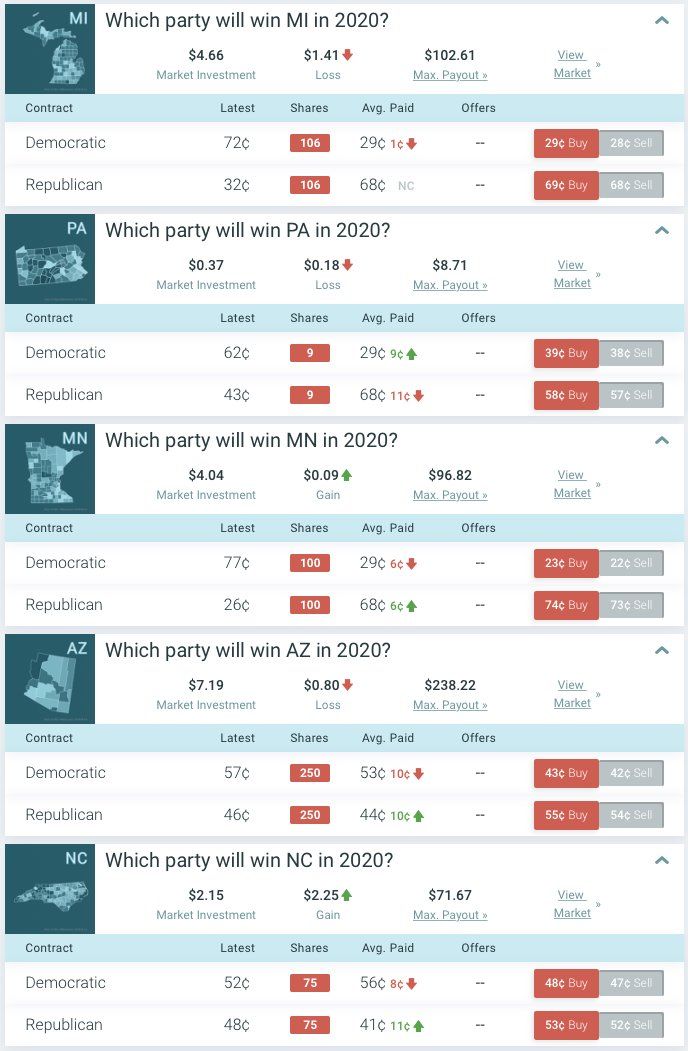 MI
Which party will win MI in 2020?
$4.66 $1.41 $102.61 View
Market Investment Loss Max. Payout » Market »
Contract Latest Shares Avg. Paid Offers
Democratic 72¢ 106 29¢ 1¢ -- 29¢ Buy 28¢ Sell
Republican 32¢ 106 68¢ NC -- 69¢ Buy 68¢ Sell
PA
Which party will win PA in 2020?
$0.37 $0.18 $8.71 View
Market Investment Loss Max. Payout » Market »
Contract Latest Shares Avg. Paid Offers
Democratic 62¢ 9 29¢ 9¢ -- 39¢ Buy 38¢ Sell
Republican 43¢ 9 68¢ 11¢ -- 58¢ Buy 57¢ Sell
MN
Which party will win MN in 2020?
$4.04 $0.09 $96.82 View
Market Investment Gain Max. Payout » Market »
Contract Latest Shares Avg. Paid Offers
Democratic 77¢ 100 29¢ 6¢ -- 23¢ Buy 22¢ Sell
Republican 26¢ 100 68¢ 6¢ -- 74¢ Buy 73¢ Sell
AZ
Which party will win AZ in 2020?
$7.19 $0.80 $238.22 View
Market Investment Loss Max. Payout » Market »
Contract Latest Shares Avg. Paid Offers
Democratic 57¢ 250 53¢ 10¢ -- 43¢ Buy 42¢ Sell
Republican 46¢ 250 44¢ 10¢ -- 55¢ Buy 54¢ Sell
NC
Which party will win NC in 2020?
$2.15 $2.25 $71.67 View
Market Investment Gain Max. Payout » Market »
Contract Latest Shares Avg. Paid Offers
Democratic 52¢ 75 56¢ 8¢ -- 48¢ Buy 47¢ Sell
Republican 48¢ 75 41¢ 11¢ -- 53¢ Buy 52¢ Sell